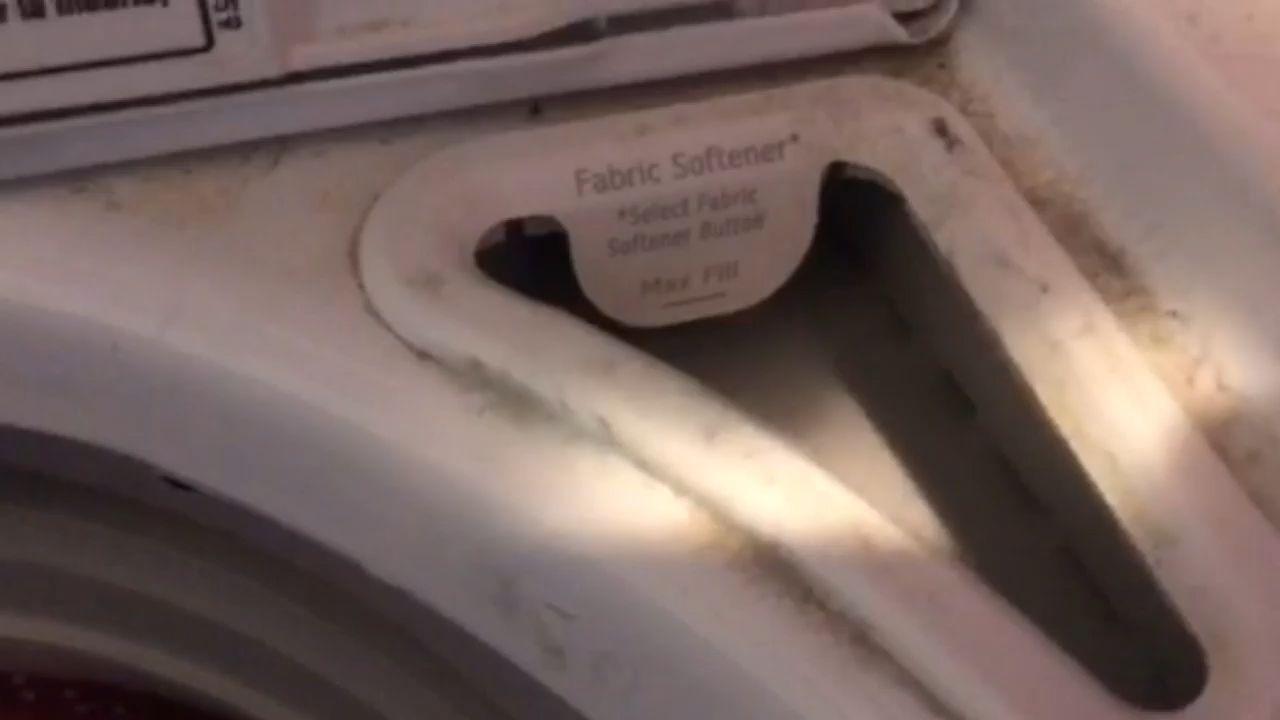 Fabric Softener*
*Select Fabric
Softener Button
Max Fill